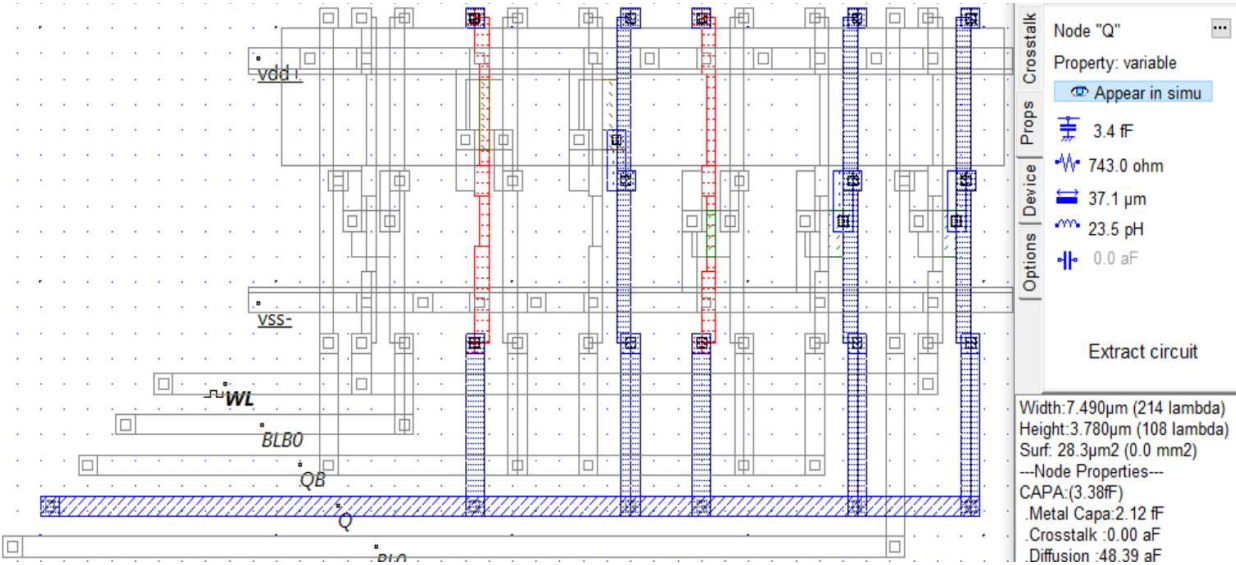 vdd+
vss-
WL
BLB0
QB
Q
BL0
Crosstalk
Props
Device
Options
Node "Q"
...
Property: variable
Appear in simu
3.4 fF
743.0 ohm
37.1 µm
23.5 pH
0.0 aF
Extract circuit
Width:7.490µm (214 lambda)
Height:3.780µm (108 lambda)
Surf: 28.3µm2 (0.0 mm2)
---Node Properties---
CAPA:(3.38fF)
.Metal Capa:2.12 fF
.Crosstalk :0.00 aF
.Diffusion :48.39 aF